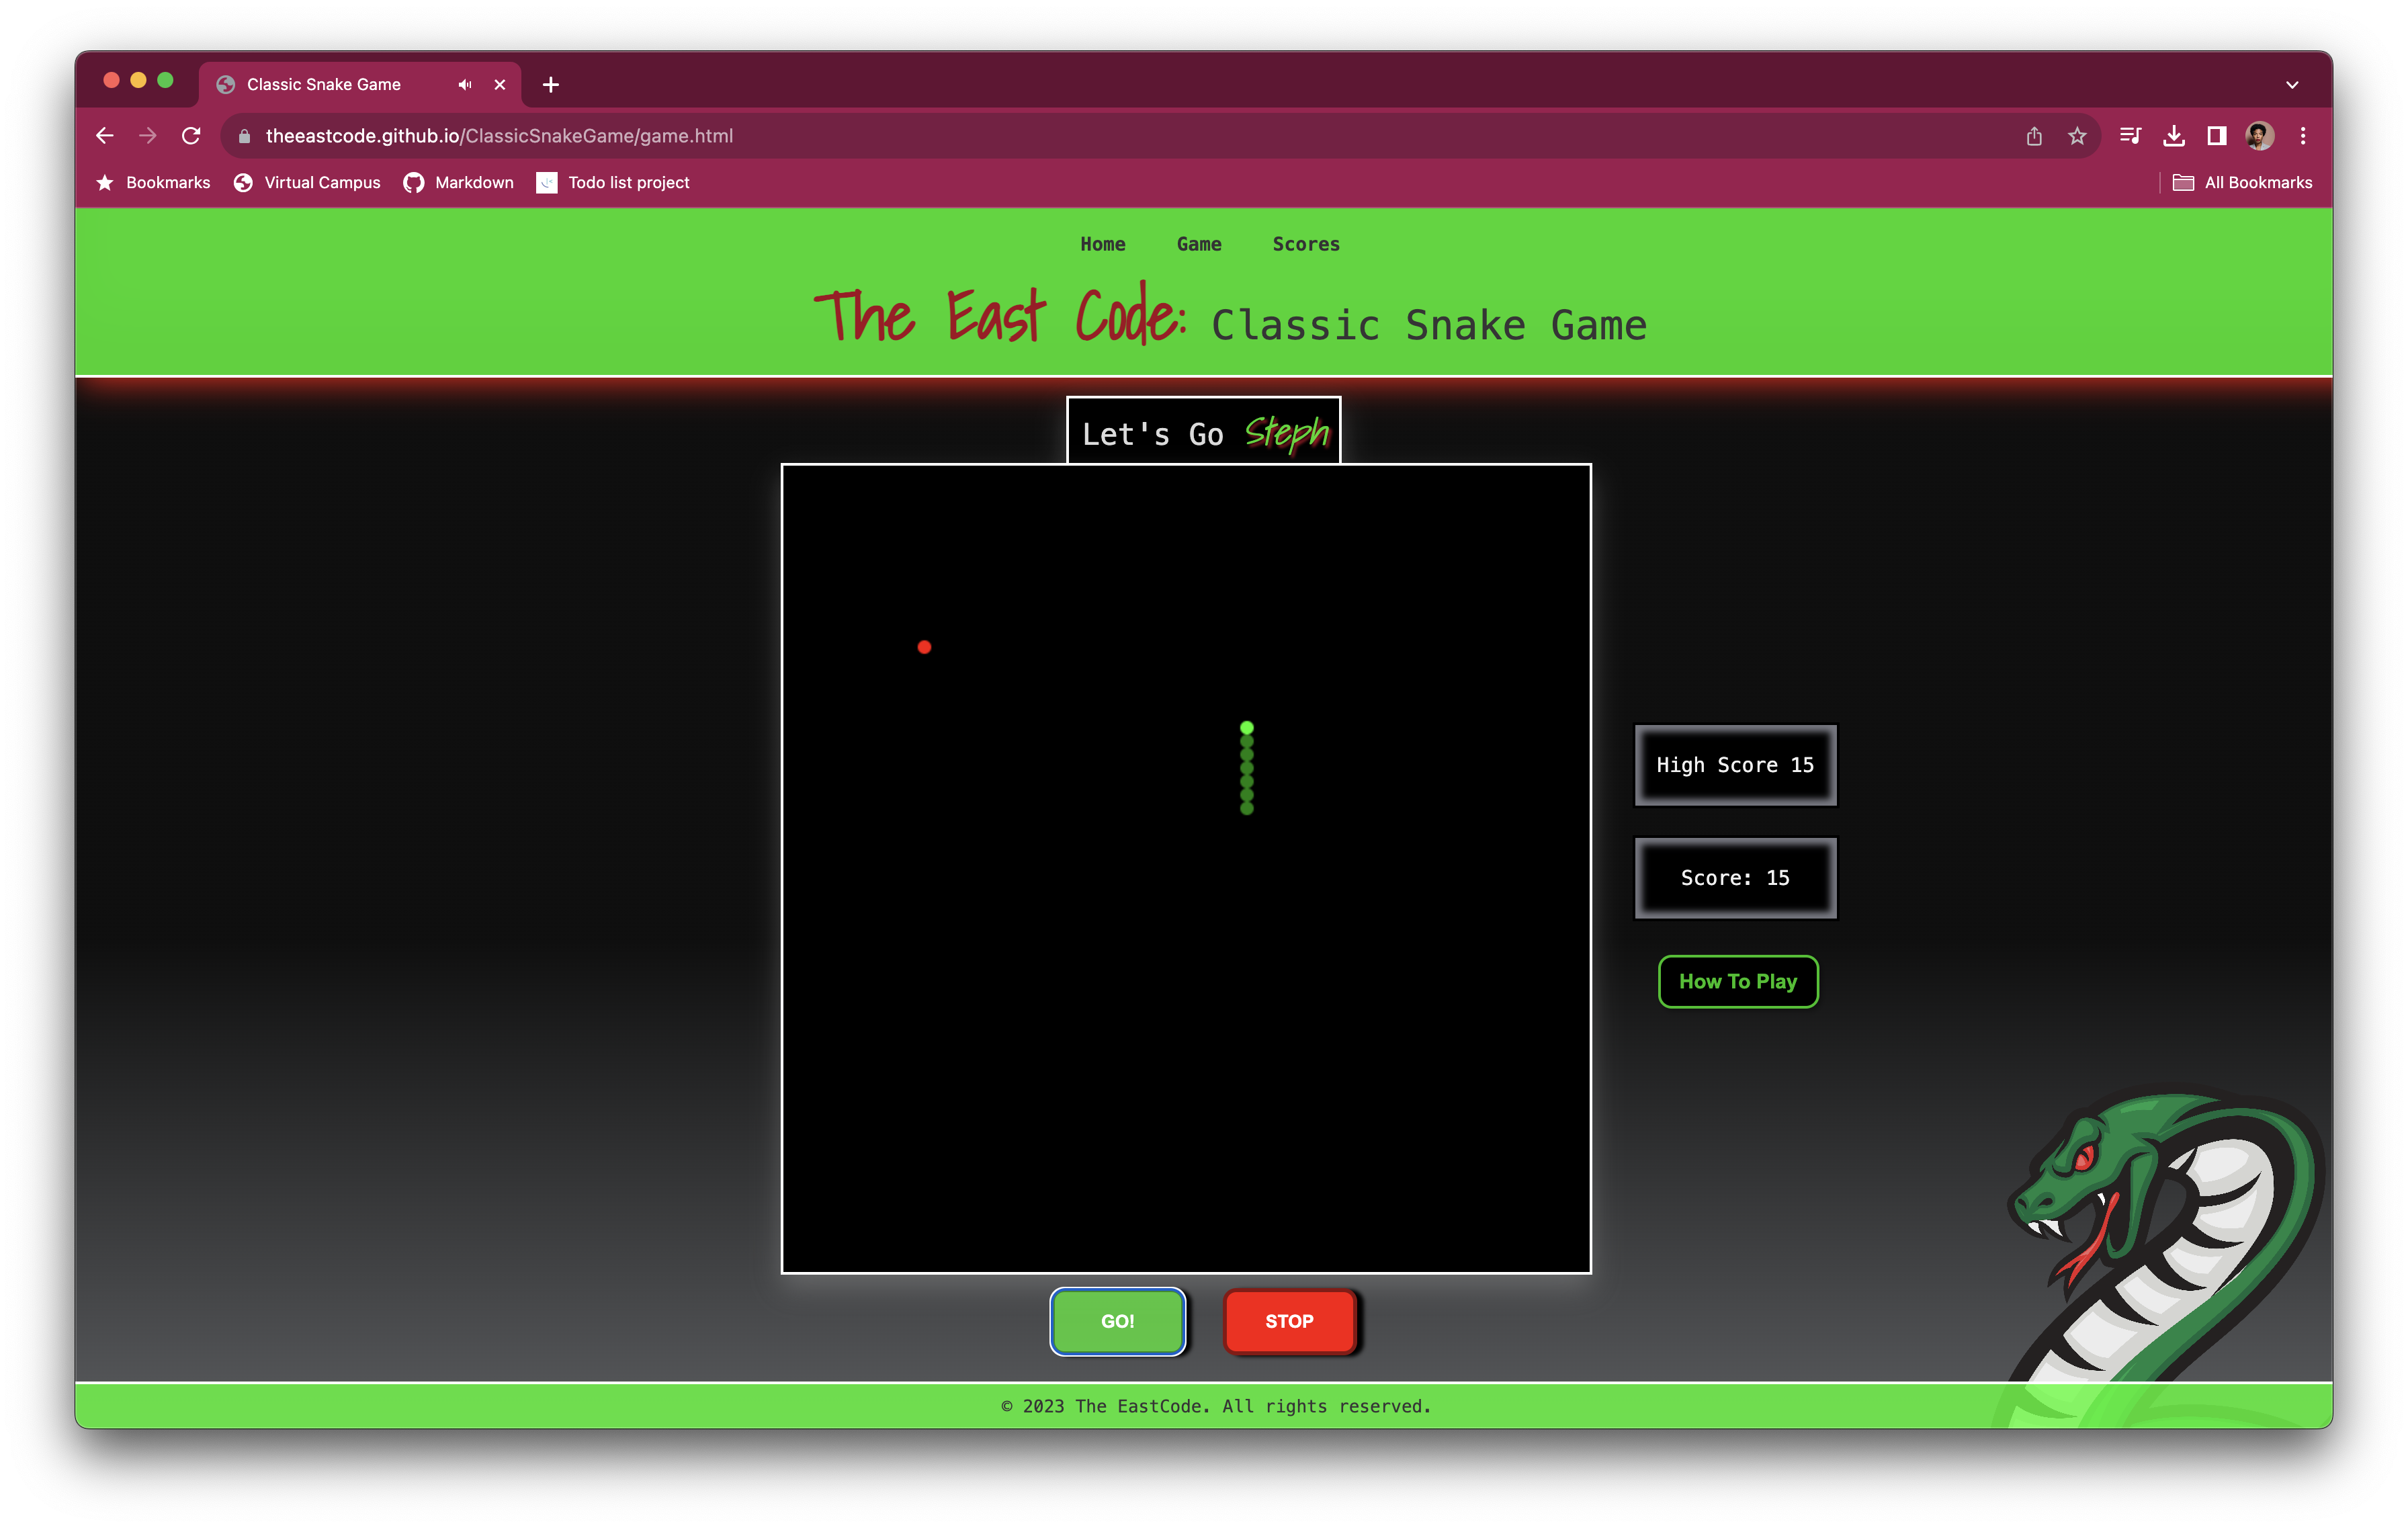 Classic Snake Game
theeastcode.github.io/ClassicSnakeGame/game.html
Bookmarks Virtual Campus Markdown Todo list project All Bookmarks
Home Game Scores
The East Code: Classic Snake Game
Let's Go Steph
High Score 15
Score: 15
How To Play
GO! STOP
© 2023 The EastCode. All rights reserved.